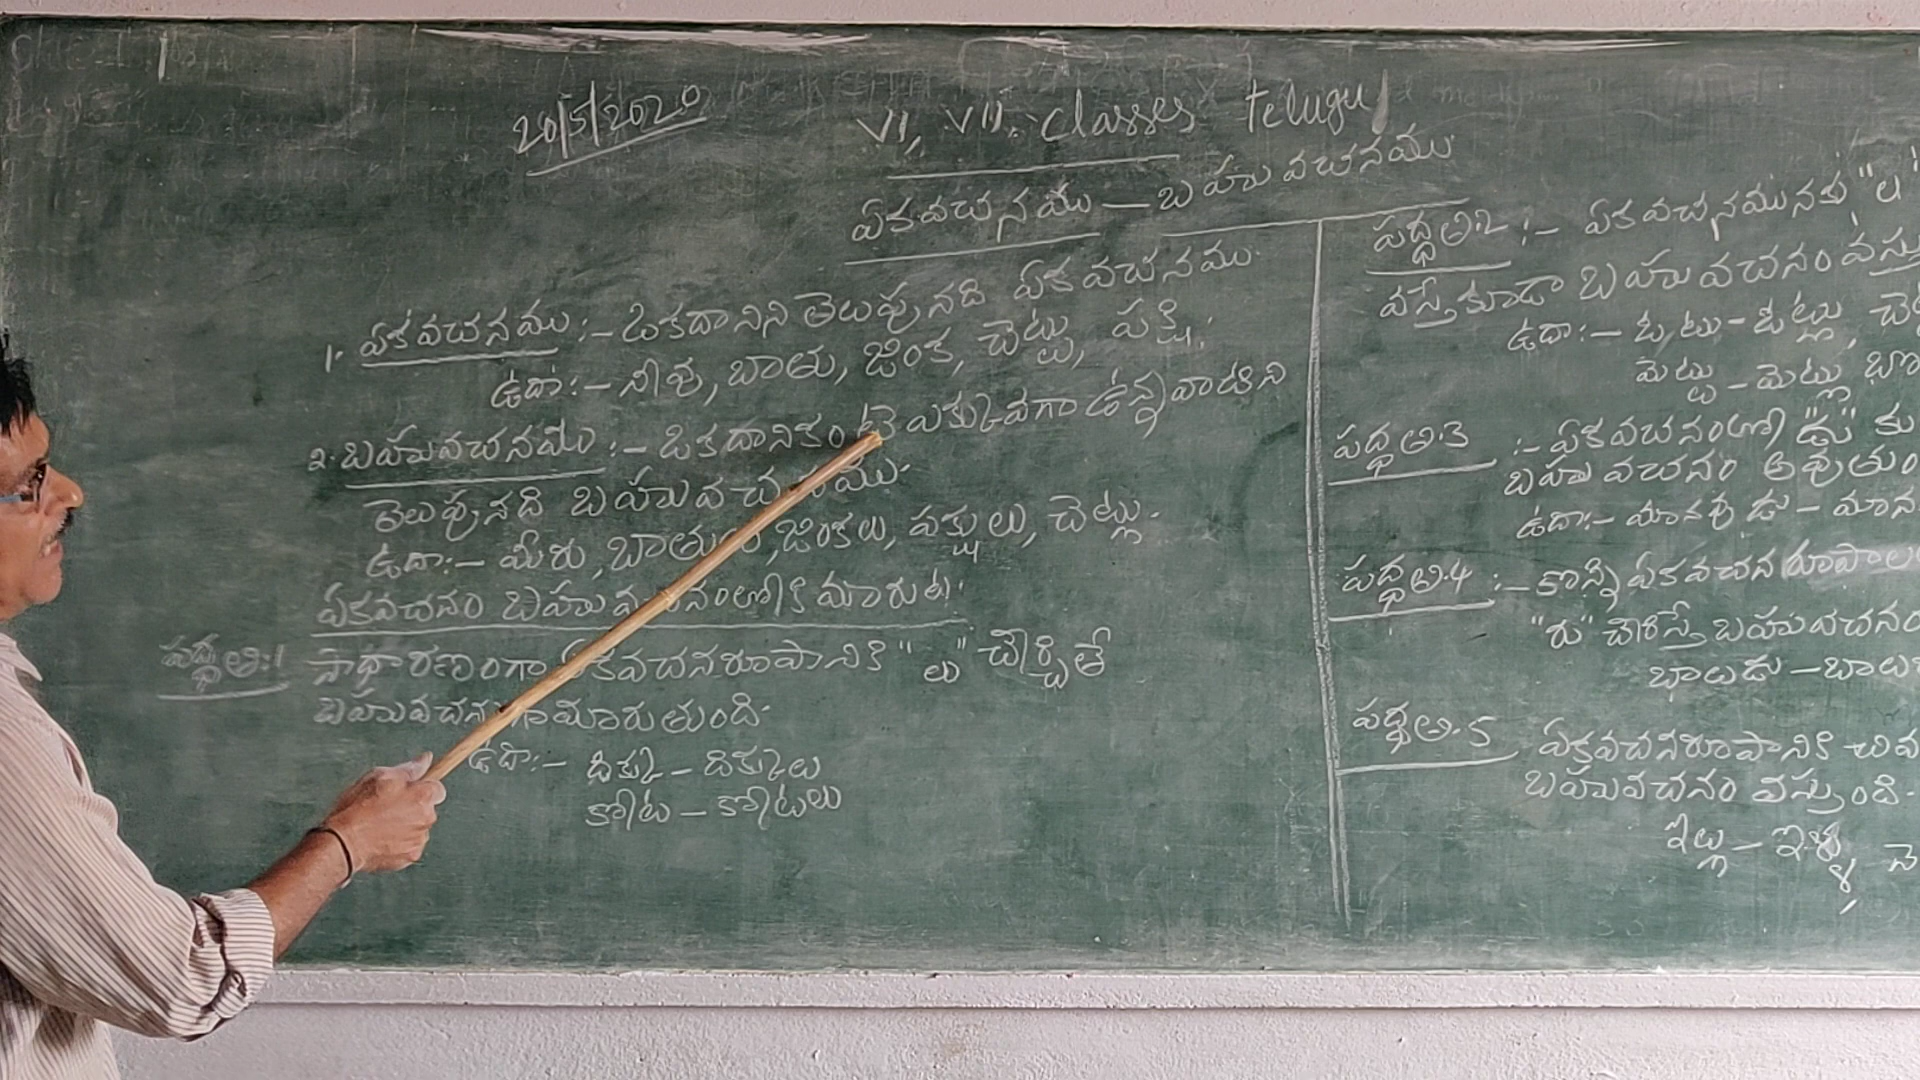 20/5/2020
VI, VII. classes Telugu
ఏకవచనము — బహువచనము
1. ఏకవచనము :- ఒకదానిని తెలుపునది ఏకవచనము.
ఉదా:- నీవు, బాలు, జింక, చెట్టు, పక్షి.
2. బహువచనము :- ఒకదానికంటె ఎక్కువగా ఉన్నవాటిని
తెలుపునది బహువచనము.
ఉదా:- మీరు, జింకలు, పక్షులు, చెట్లు.
ఏకవచనం బహువచనంలోకి మారుట.
పద్ధతి:1 సాధారణంగా ఏకవచనరూపానికి "లు" చేర్చితే
బహువచనంగా మారుతుంది.
ఉదా:- దిక్కు - దిక్కులు
కోట - కోటలు
పద్ధతి:2 :- ఏకవచనమునకు "ల"
వస్తే కూడా బహువచనం వస్తు
ఉదా:- ఓటు - ఓట్లు, చె
మెట్టు - మెట్లు
పద్ధతి.3 :- ఏకవచనంలో "డు" కు
బహువచనం అవుతుం
ఉదా:- మానవుడు - మాన
పద్ధతి.4 :- కొన్ని ఏకవచన రూపాల
"రు" చేరిస్తే బహువచనం
బాలుడు - బాలు
పద్ధతి.5 ఏకవచనరూపానికి చివ
బహువచనం వస్తుంది.
ఇల్లు - ఇళ్ళు,